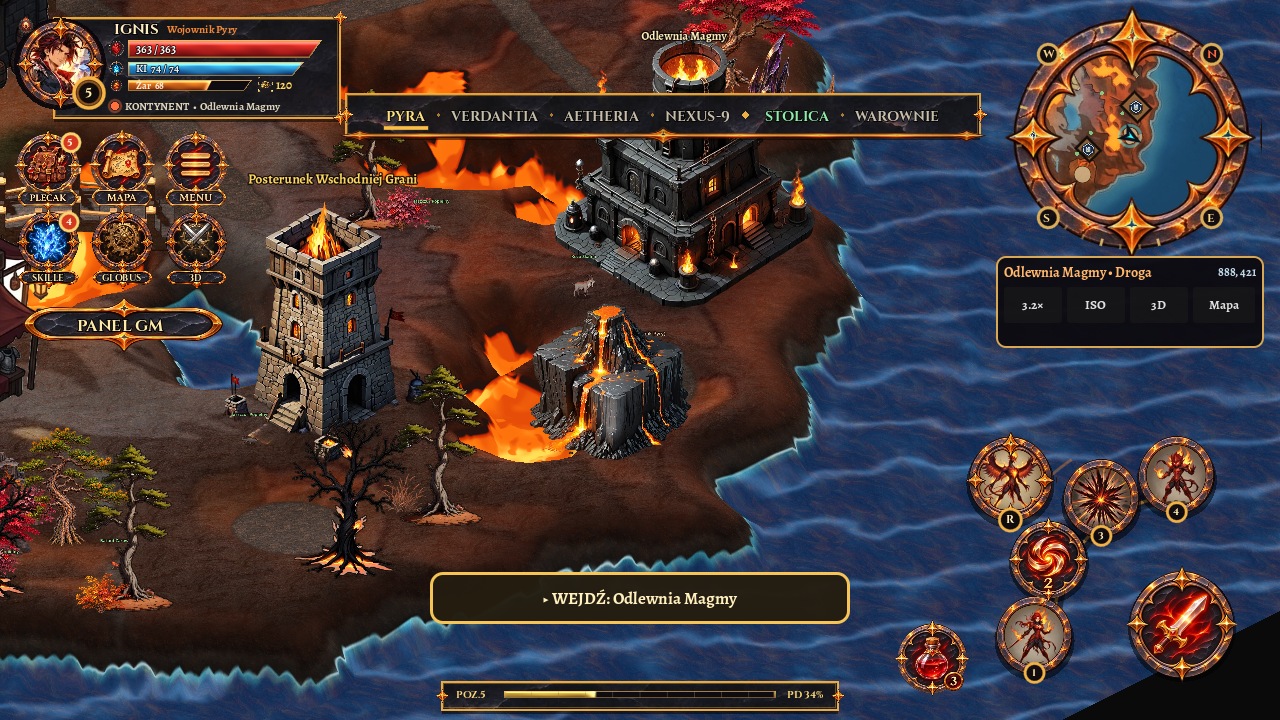 IGNIS Wojownik Pyry
363 / 363
KI 74 / 74
Żar 68
120
5
KONTYNENT • Odlewnia Magmy
Odlewnia Magmy
PYRA • VERDANTIA • AETHERIA • NEXUS-9 ◆ STOLICA • WAROWNIE
W
N
S
E
5
PLECAK
MAPA
MENU
4
SKILLE
GLOBUS
3D
PANEL GM
Posterunek Wschodniej Grani
Odlewnia Magmy • Droga
888, 421
3.2×
ISO
3D
Mapa
R
3
4
2
1
3
▸ WEJDŹ: Odlewnia Magmy
POZ.5
PD 34%